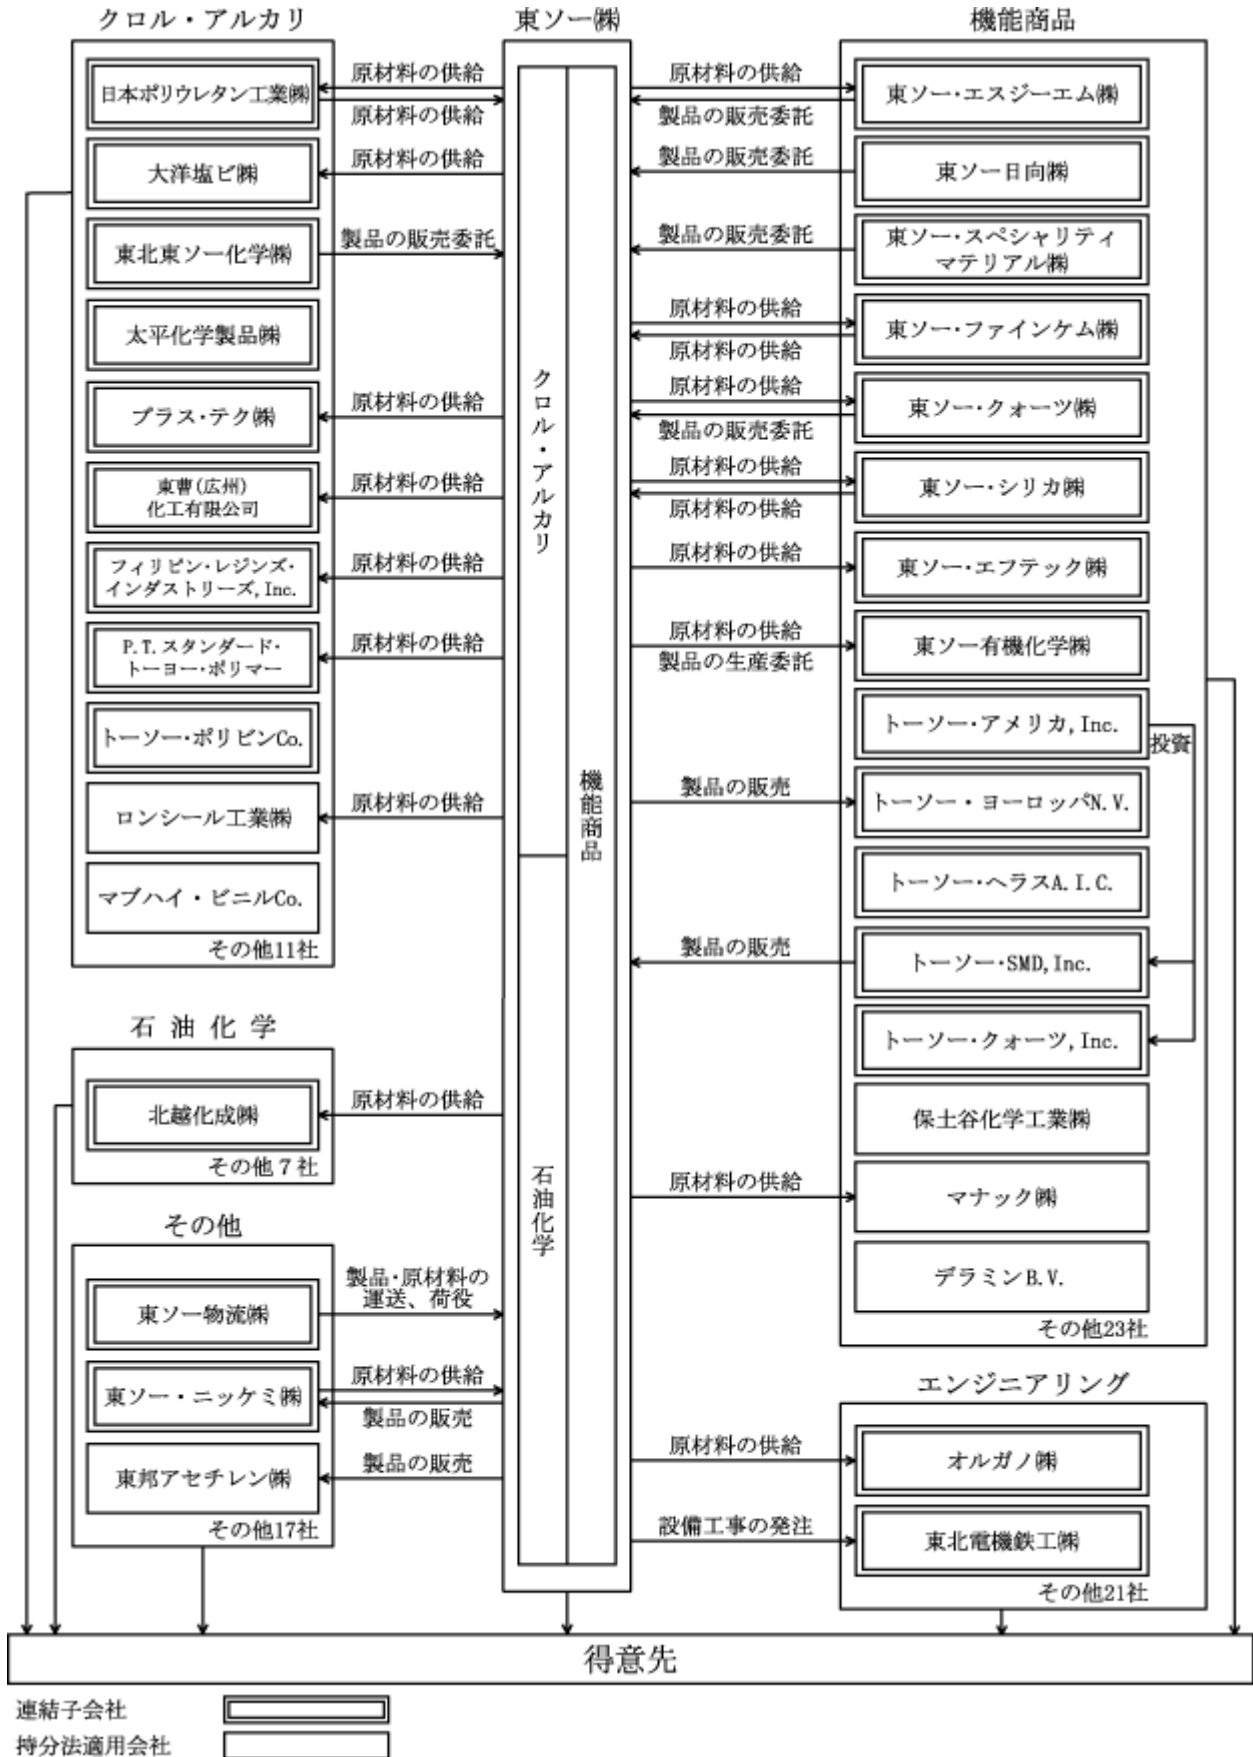 クロル・アルカリ
日本ポリウレタン工業㈱
原材料の供給
原材料の供給
大洋塩ビ㈱
原材料の供給
東北東ソー化学㈱
製品の販売委託
太平化学製品㈱
プラス・テク㈱
原材料の供給
東曹(広州)
化工有限公司
原材料の供給
フィリピン・レジンズ・
インダストリーズ,Inc.
原材料の供給
P.T.スタンダード・
トーヨー・ポリマー
原材料の供給
トーソー・ポリビンCo.
ロンシール工業㈱
原材料の供給
マブハイ・ビニルCo.
その他11社
石油化学
北越化成㈱
原材料の供給
その他7社
その他
東ソー物流㈱
製品・原材料の
運送、荷役
東ソー・ニッケミ㈱
原材料の供給
製品の販売
東邦アセチレン㈱
製品の販売
その他17社
東ソー㈱
クロル・アルカリ
機能商品
石油化学
機能商品
原材料の供給
製品の販売委託
東ソー・エスジーエム㈱
製品の販売委託
東ソー日向㈱
製品の販売委託
東ソー・スペシャリティ
マテリアル㈱
原材料の供給
原材料の供給
東ソー・ファインケム㈱
原材料の供給
製品の販売委託
東ソー・クォーツ㈱
原材料の供給
原材料の供給
東ソー・シリカ㈱
原材料の供給
東ソー・エフテック㈱
原材料の供給
製品の生産委託
東ソー有機化学㈱
トーソー・アメリカ,Inc.
投資
製品の販売
トーソー・ヨーロッパN.V.
トーソー・ヘラスA.I.C.
製品の販売
トーソー・SMD,Inc.
トーソー・クォーツ,Inc.
保土谷化学工業㈱
原材料の供給
マナック㈱
デラミンB.V.
その他23社
エンジニアリング
原材料の供給
オルガノ㈱
設備工事の発注
東北電機鉄工㈱
その他21社
得意先
連結子会社
持分法適用会社